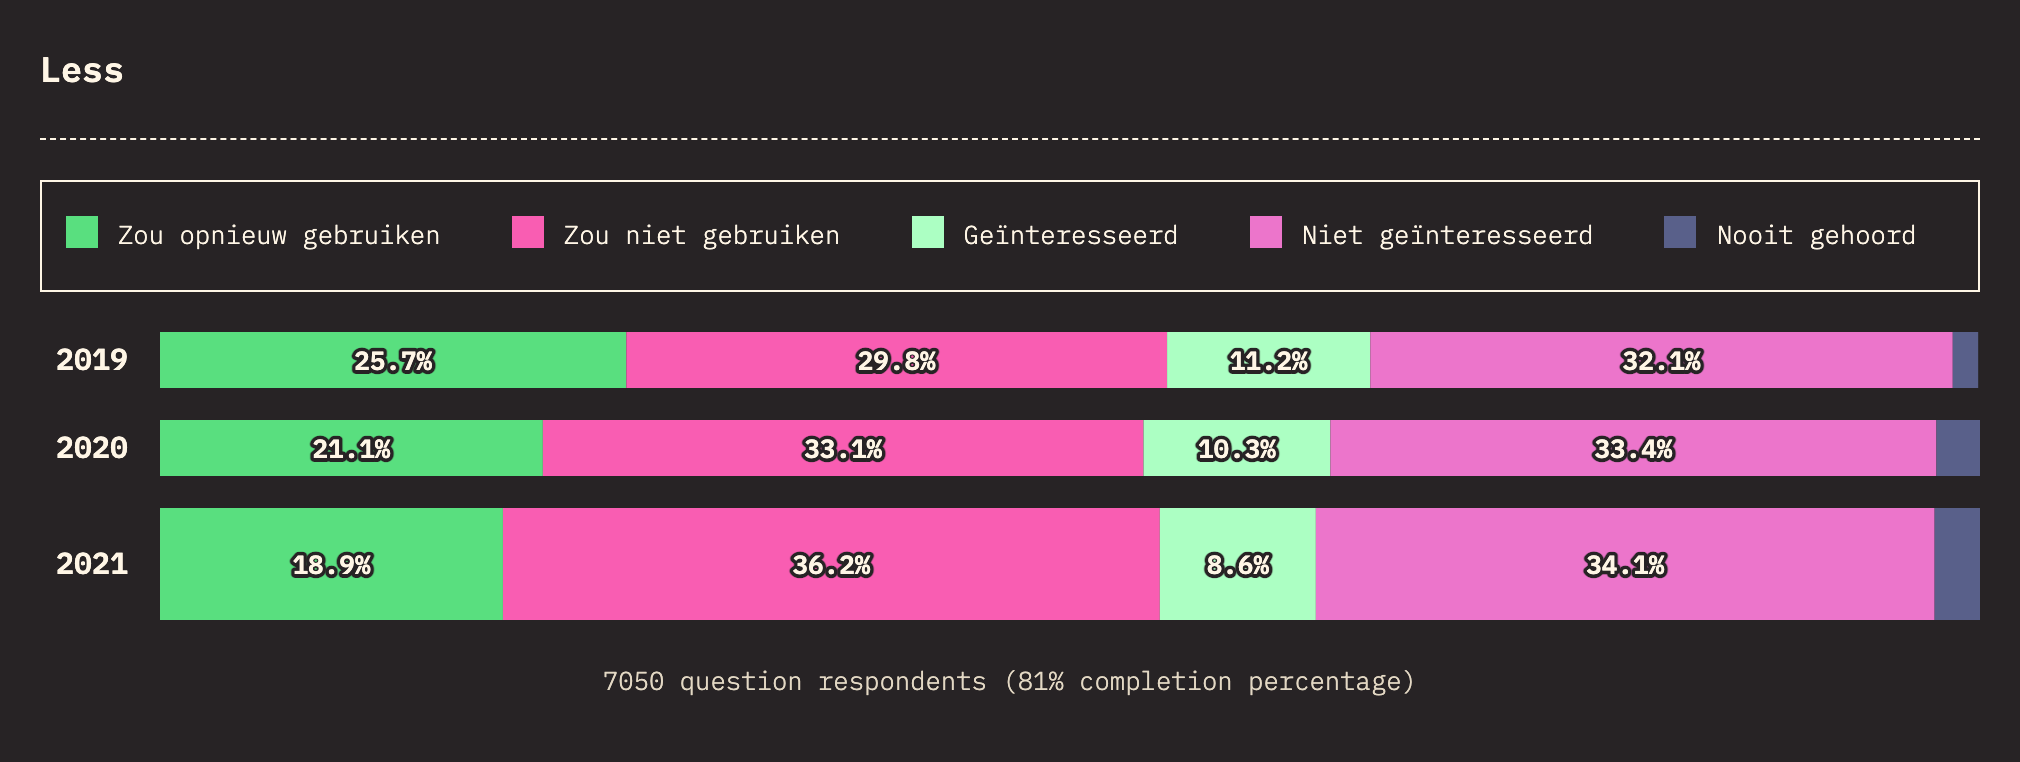 Less
Zou opnieuw gebruiken Zou niet gebruiken Geïnteresseerd Niet geïnteresseerd Nooit gehoord
2019 25.7% 29.8% 11.2% 32.1%
2020 21.1% 33.1% 10.3% 33.4%
2021 18.9% 36.2% 8.6% 34.1%
7050 question respondents (81% completion percentage)